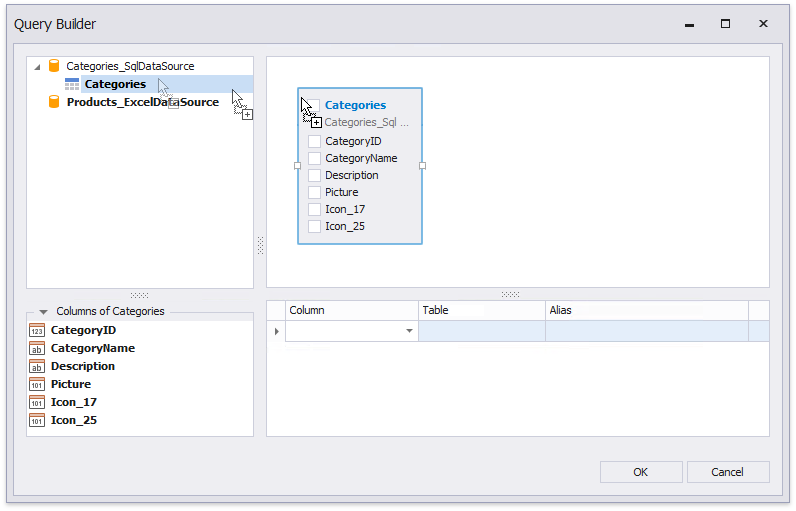 Query Builder
Categories_SqlDataSource
Categories
Products_ExcelDataSource
Categories
Categories_Sql ...
CategoryID
CategoryName
Description
Picture
Icon_17
Icon_25
Columns of Categories
123 CategoryID
ab CategoryName
ab Description
101 Picture
101 Icon_17
101 Icon_25
Column Table Alias
OK Cancel